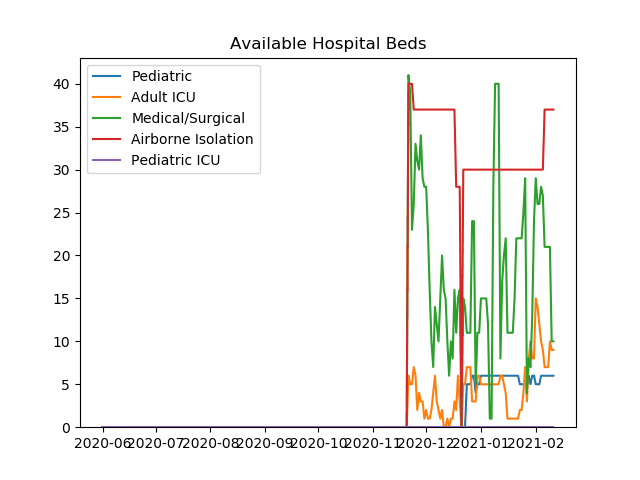 Available Hospital Beds
Pediatric
Adult ICU
Medical/Surgical
Airborne Isolation
Pediatric ICU
40
35
30
25
20
15
10
5
0
2020-06 2020-07 2020-08 2020-09 2020-10 2020-11 2020-12 2021-01 2021-02